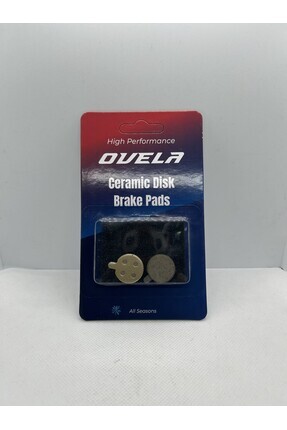 High Performance
OVELA
Ceramic Disk
Brake Pads
All Seasons